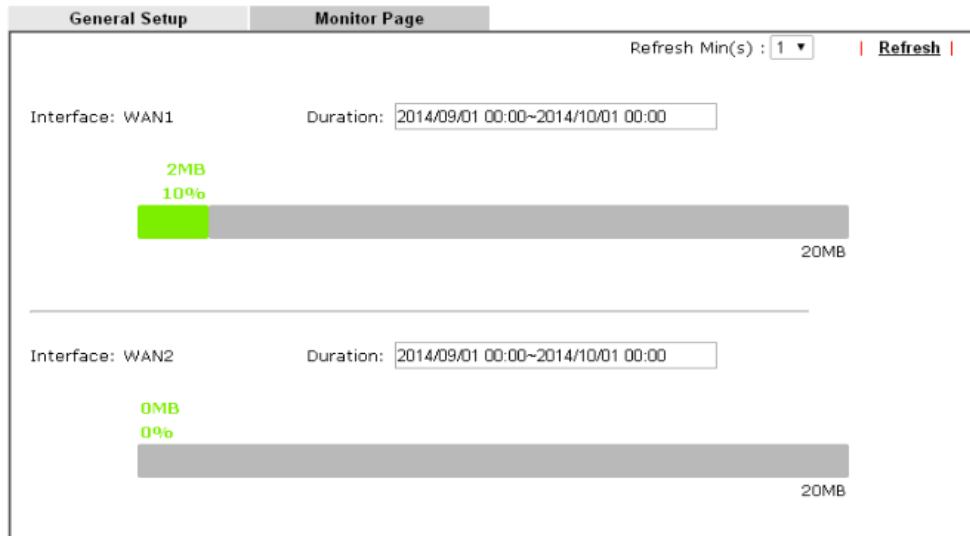 General Setup Monitor Page
Refresh Min(s) : 1 ▼ | Refresh |
Interface: WAN1 Duration: 2014/09/01 00:00~2014/10/01 00:00
2MB
10%
20MB
Interface: WAN2 Duration: 2014/09/01 00:00~2014/10/01 00:00
0MB
0%
20MB